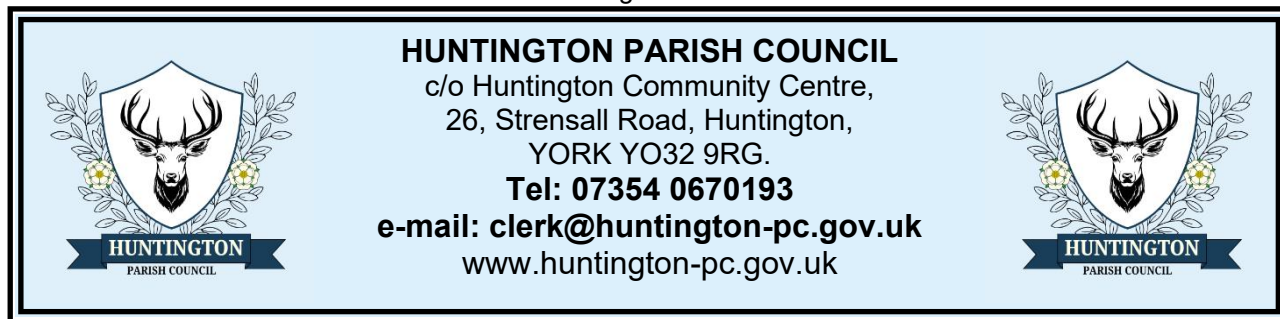 HUNTINGTON PARISH COUNCIL
c/o Huntington Community Centre,
26, Strensall Road, Huntington,
YORK YO32 9RG.
Tel: 07354 0670193
e-mail: clerk@huntington-pc.gov.uk
www.huntington-pc.gov.uk
HUNTINGTON
PARISH COUNCIL
HUNTINGTON
PARISH COUNCIL